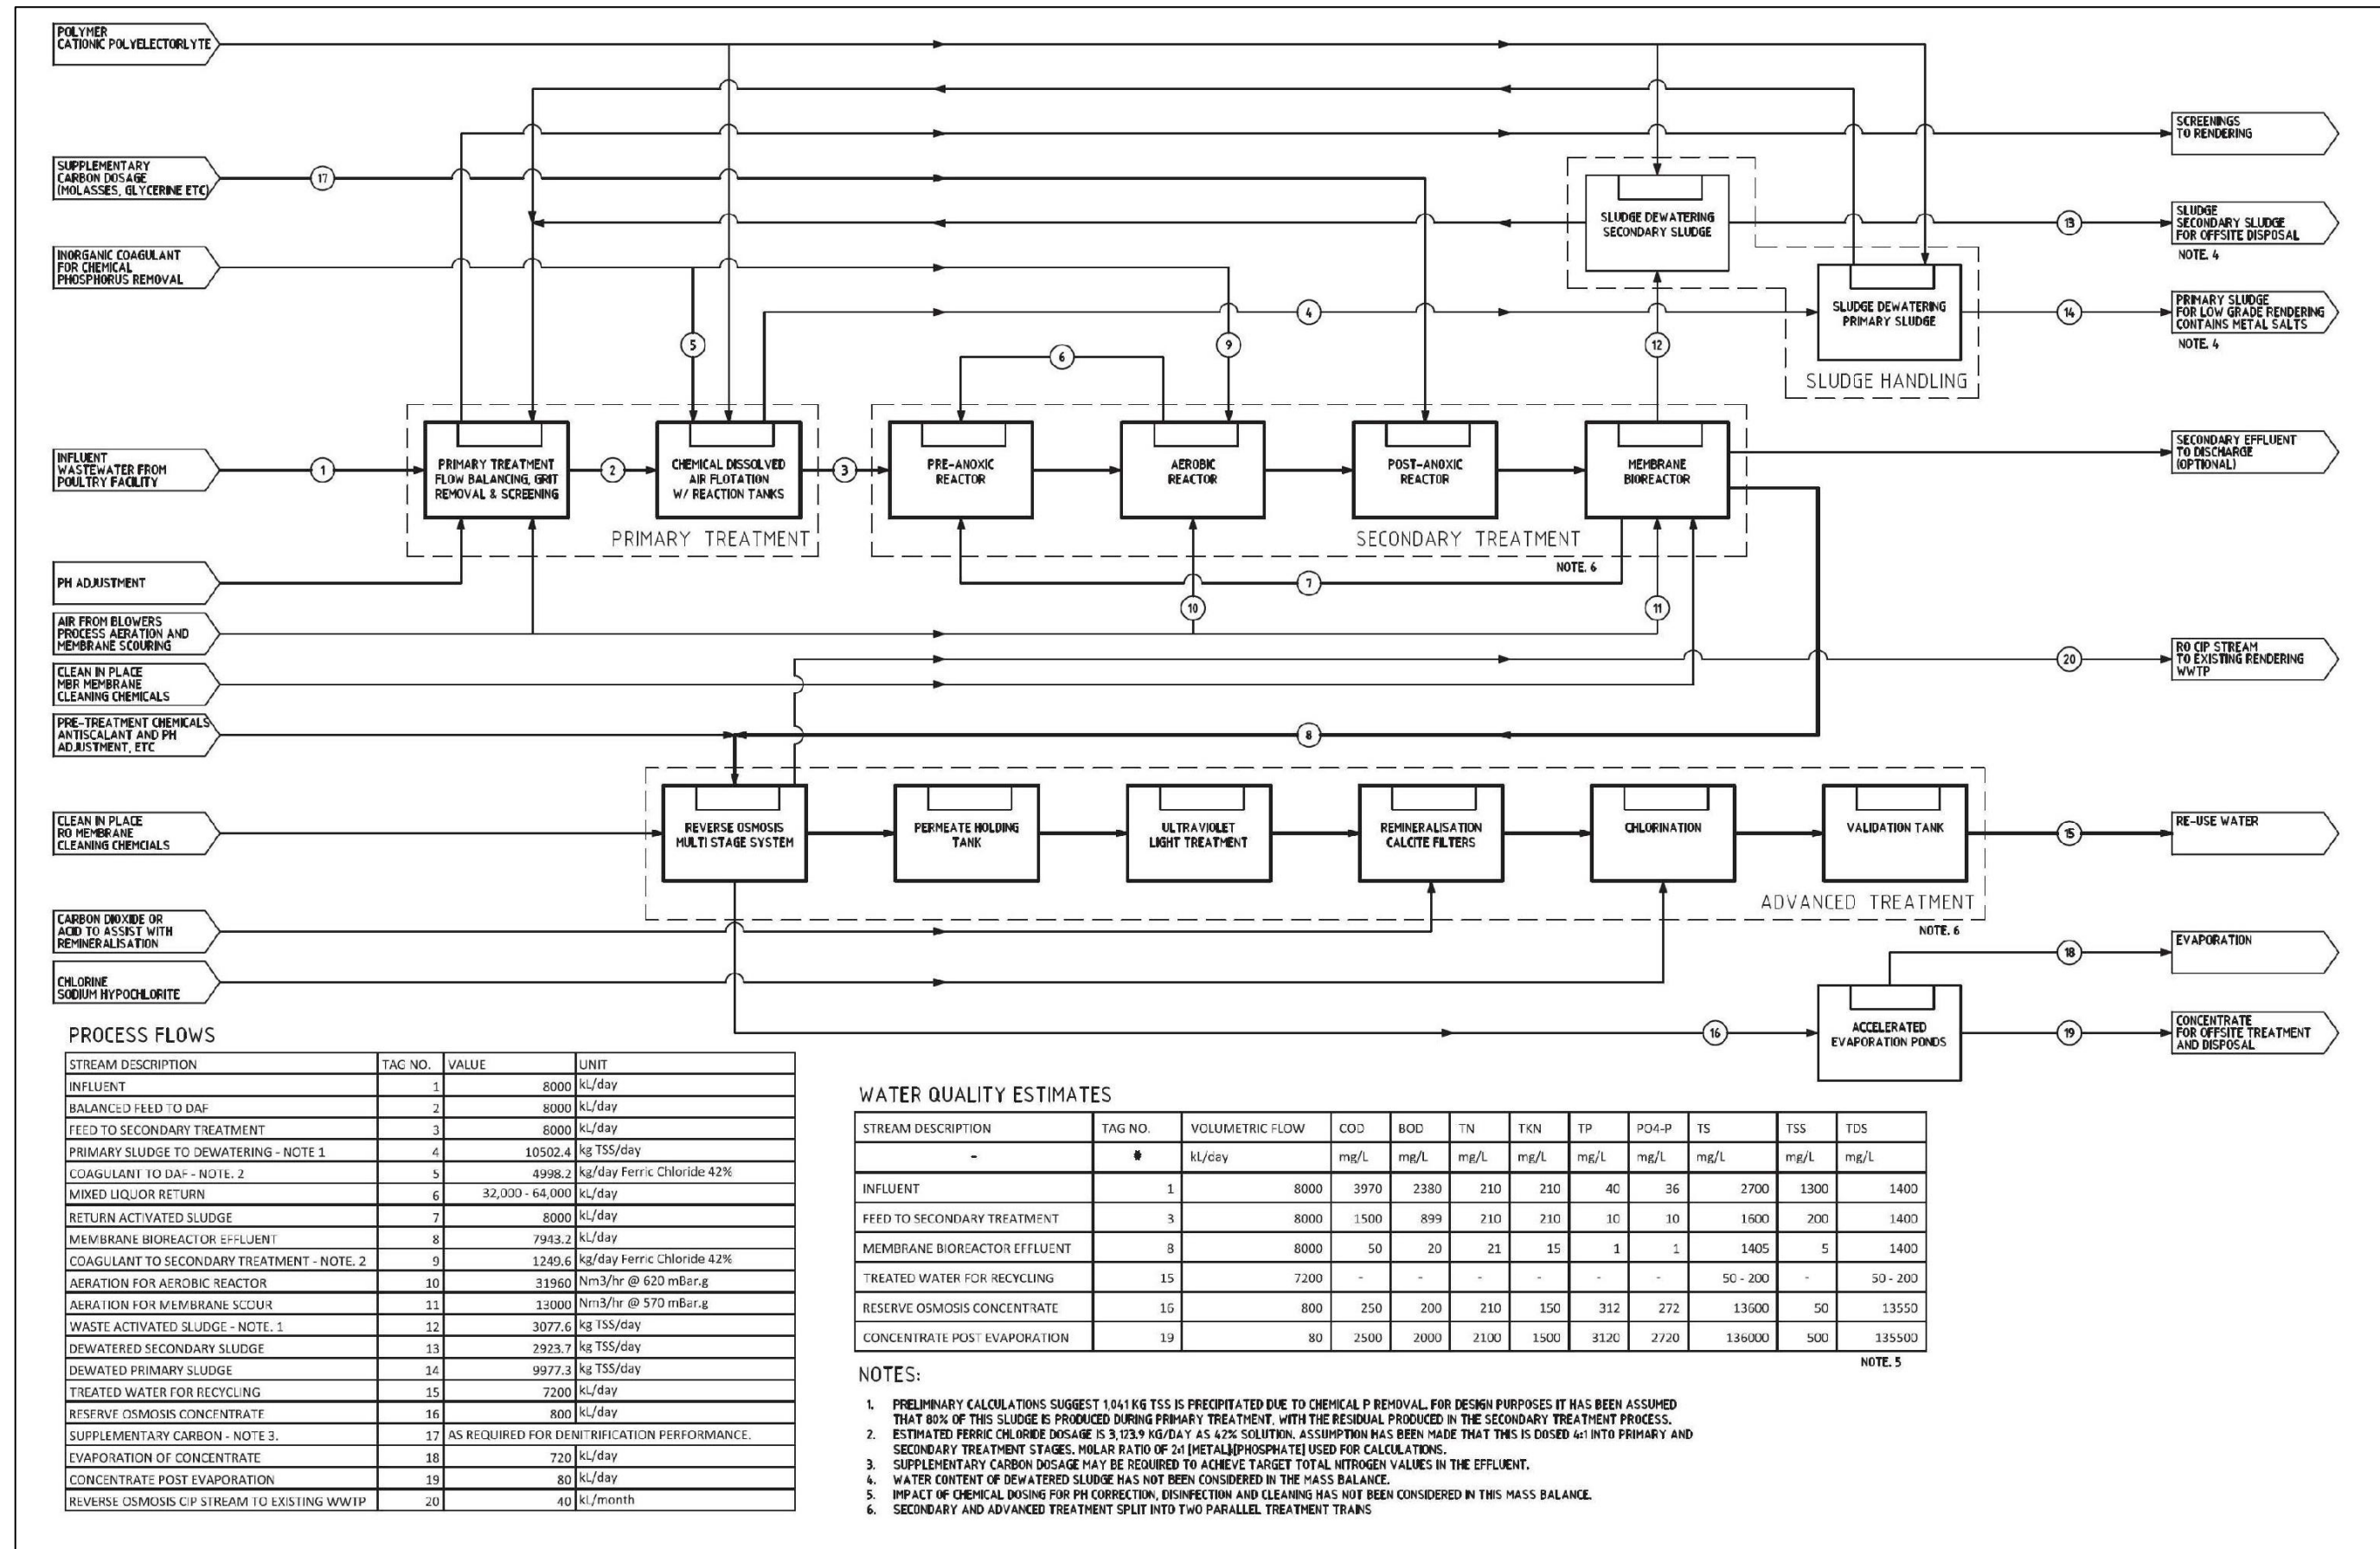 POLYMER
CATIONIC POLYELECTORLYTE
SUPPLEMENTARY
CARBON DOSAGE
(MOLASSES, GLYCERINE ETC)
INORGANIC COAGULANT
FOR CHEMICAL
PHOSPHORUS REMOVAL
INFLUENT
WASTEWATER FROM
POULTRY FACILITY
PH ADJUSTMENT
AIR FROM BLOWERS
PROCESS AERATION AND
MEMBRANE SCOURING
CLEAN IN PLACE
MBR MEMBRANE
CLEANING CHEMICALS
PRE-TREATMENT CHEMICALS
ANTISCALANT AND PH
ADJUSTMENT, ETC
CLEAN IN PLACE
RO MEMBRANE
CLEANING CHEMCIALS
CARBON DIOXIDE OR
ACID TO ASSIST WITH
REMINERALISATION
CHLORINE
SODIUM HYPOCHLORITE
17
5
6
4
9
12
13
14
1
2
3
7
10
11
20
8
15
18
16
19
PRIMARY TREATMENT
FLOW BALANCING, GRIT
REMOVAL & SCREENING
CHEMICAL DISSOLVED
AIR FLOTATION
W/ REACTION TANKS
PRIMARY TREATMENT
PRE-ANOXIC
REACTOR
AEROBIC
REACTOR
POST-ANOXIC
REACTOR
MEMBRANE
BIOREACTOR
SECONDARY TREATMENT
NOTE. 6
SLUDGE DEWATERING
SECONDARY SLUDGE
SLUDGE DEWATERING
PRIMARY SLUDGE
SLUDGE HANDLING
REVERSE OSMOSIS
MULTI STAGE SYSTEM
PERMEATE HOLDING
TANK
ULTRAVIOLET
LIGHT TREATMENT
REMINERALISATION
CALCITE FILTERS
CHLORINATION
VALIDATION TANK
ADVANCED TREATMENT
NOTE. 6
ACCELERATED
EVAPORATION PONDS
SCREENINGS
TO RENDERING
SLUDGE
SECONDARY SLUDGE
FOR OFFSITE DISPOSAL
NOTE. 4
PRIMARY SLUDGE
FOR LOW GRADE RENDERING
CONTAINS METAL SALTS
NOTE. 4
SECONDARY EFFLUENT
TO DISCHARGE
(OPTIONAL)
RO CIP STREAM
TO EXISTING RENDERING
WWTP
RE-USE WATER
EVAPORATION
CONCENTRATE
FOR OFFSITE TREATMENT
AND DISPOSAL
PROCESS FLOWS
STREAM DESCRIPTION TAG NO. VALUE UNIT
INFLUENT 1 8000 kL/day
BALANCED FEED TO DAF 2 8000 kL/day
FEED TO SECONDARY TREATMENT 3 8000 kL/day
PRIMARY SLUDGE TO DEWATERING - NOTE 1 4 10502.4 kg TSS/day
COAGULANT TO DAF - NOTE. 2 5 4998.2 kg/day Ferric Chloride 42%
MIXED LIQUOR RETURN 6 32,000 - 64,000 kL/day
RETURN ACTIVATED SLUDGE 7 8000 kL/day
MEMBRANE BIOREACTOR EFFLUENT 8 7943.2 kL/day
COAGULANT TO SECONDARY TREATMENT - NOTE. 2 9 1249.6 kg/day Ferric Chloride 42%
AERATION FOR AEROBIC REACTOR 10 31960 Nm3/hr @ 620 mBar.g
AERATION FOR MEMBRANE SCOUR 11 13000 Nm3/hr @ 570 mBar.g
WASTE ACTIVATED SLUDGE - NOTE. 1 12 3077.6 kg TSS/day
DEWATERED SECONDARY SLUDGE 13 2923.7 kg TSS/day
DEWATED PRIMARY SLUDGE 14 9977.3 kg TSS/day
TREATED WATER FOR RECYCLING 15 7200 kL/day
RESERVE OSMOSIS CONCENTRATE 16 800 kL/day
SUPPLEMENTARY CARBON - NOTE 3. 17 AS REQUIRED FOR DENITRIFICATION PERFORMANCE.
EVAPORATION OF CONCENTRATE 18 720 kL/day
CONCENTRATE POST EVAPORATION 19 80 kL/day
REVERSE OSMOSIS CIP STREAM TO EXISTING WWTP 20 40 kL/month
WATER QUALITY ESTIMATES
STREAM DESCRIPTION TAG NO. VOLUMETRIC FLOW COD BOD TN TKN TP PO4-P TS TSS TDS
- # kL/day mg/L mg/L mg/L mg/L mg/L mg/L mg/L mg/L mg/L
INFLUENT 1 8000 3970 2380 210 210 40 36 2700 1300 1400
FEED TO SECONDARY TREATMENT 3 8000 1500 899 210 210 10 10 1600 200 1400
MEMBRANE BIOREACTOR EFFLUENT 8 8000 50 20 21 15 1 1 1405 5 1400
TREATED WATER FOR RECYCLING 15 7200 - - - - - - 50 - 200 - 50 - 200
RESERVE OSMOSIS CONCENTRATE 16 800 250 200 210 150 312 272 13600 50 13550
CONCENTRATE POST EVAPORATION 19 80 2500 2000 2100 1500 3120 2720 136000 500 135500
NOTE. 5
NOTES:
1. PRELIMINARY CALCULATIONS SUGGEST 1,041 KG TSS IS PRECIPITATED DUE TO CHEMICAL P REMOVAL. FOR DESIGN PURPOSES IT HAS BEEN ASSUMED
THAT 80% OF THIS SLUDGE IS PRODUCED DURING PRIMARY TREATMENT, WITH THE RESIDUAL PRODUCED IN THE SECONDARY TREATMENT PROCESS.
2. ESTIMATED FERRIC CHLORIDE DOSAGE IS 3,123.9 KG/DAY AS 42% SOLUTION. ASSUMPTION HAS BEEN MADE THAT THIS IS DOSED 4:1 INTO PRIMARY AND
SECONDARY TREATMENT STAGES. MOLAR RATIO OF 2:1 [METAL]:[PHOSPHATE] USED FOR CALCULATIONS.
3. SUPPLEMENTARY CARBON DOSAGE MAY BE REQUIRED TO ACHIEVE TARGET TOTAL NITROGEN VALUES IN THE EFFLUENT.
4. WATER CONTENT OF DEWATERED SLUDGE HAS NOT BEEN CONSIDERED IN THE MASS BALANCE.
5. IMPACT OF CHEMICAL DOSING FOR PH CORRECTION, DISINFECTION AND CLEANING HAS NOT BEEN CONSIDERED IN THIS MASS BALANCE.
6. SECONDARY AND ADVANCED TREATMENT SPLIT INTO TWO PARALLEL TREATMENT TRAINS